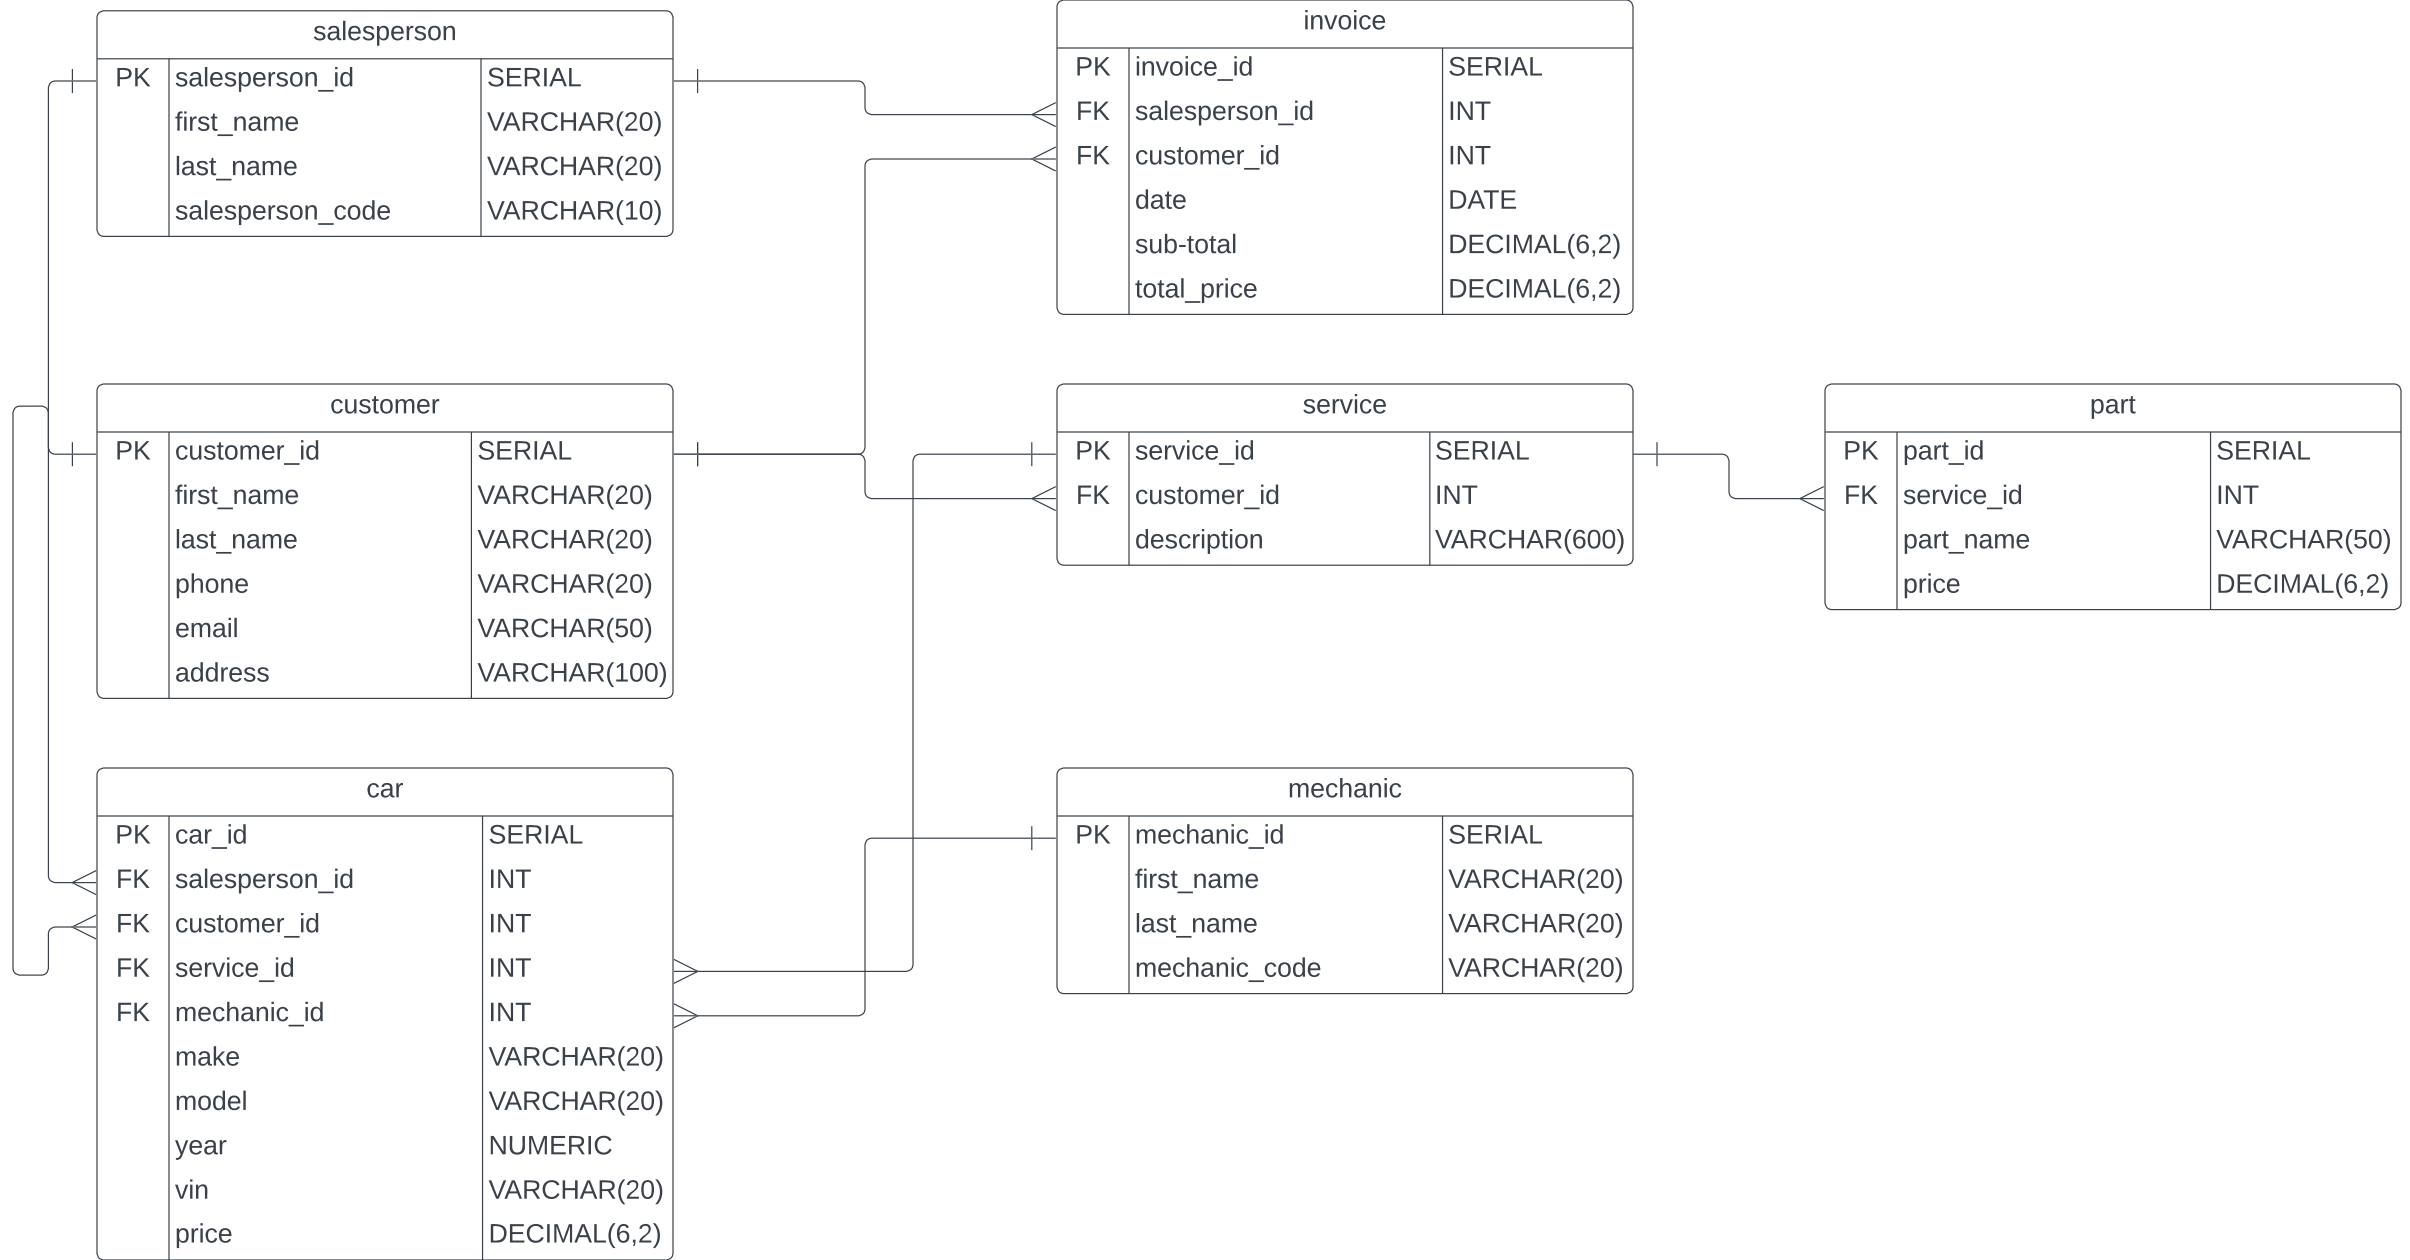 salesperson
PK salesperson_id SERIAL
first_name VARCHAR(20)
last_name VARCHAR(20)
salesperson_code VARCHAR(10)
invoice
PK invoice_id SERIAL
FK salesperson_id INT
FK customer_id INT
date DATE
sub-total DECIMAL(6,2)
total_price DECIMAL(6,2)
customer
PK customer_id SERIAL
first_name VARCHAR(20)
last_name VARCHAR(20)
phone VARCHAR(20)
email VARCHAR(50)
address VARCHAR(100)
service
PK service_id SERIAL
FK customer_id INT
description VARCHAR(600)
part
PK part_id SERIAL
FK service_id INT
part_name VARCHAR(50)
price DECIMAL(6,2)
car
PK car_id SERIAL
FK salesperson_id INT
FK customer_id INT
FK service_id INT
FK mechanic_id INT
make VARCHAR(20)
model VARCHAR(20)
year NUMERIC
vin VARCHAR(20)
price DECIMAL(6,2)
mechanic
PK mechanic_id SERIAL
first_name VARCHAR(20)
last_name VARCHAR(20)
mechanic_code VARCHAR(20)